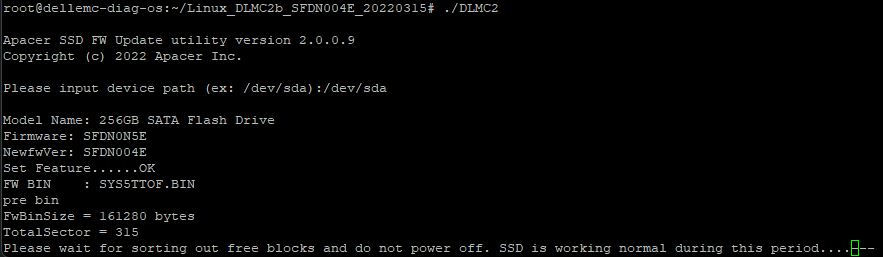 root@dellemc-diag-os:~/Linux_DLMC2b_SFDN004E_20220315# ./DLMC2
Apacer SSD FW Update utility version 2.0.0.9
Copyright (c) 2022 Apacer Inc.
Please input device path (ex: /dev/sda):/dev/sda
Model Name: 256GB SATA Flash Drive
Firmware: SFDN0N5E
NewfwVer: SFDN004E
Set Feature......OK
FW BIN    : SYS5TTOF.BIN
pre bin
FwBinSize = 161280 bytes
TotalSector = 315
Please wait for sorting out free blocks and do not power off. SSD is working normal during this period....--